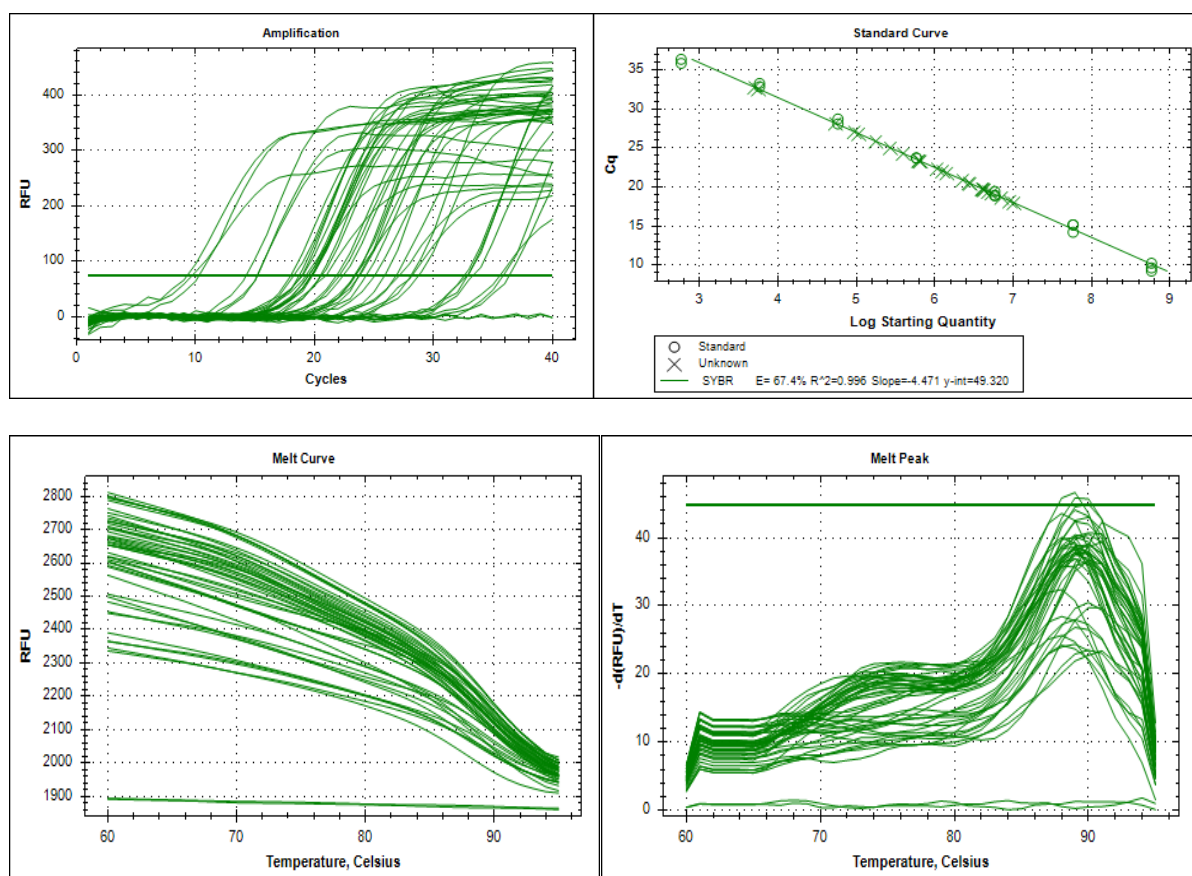 Amplification
RFU
400
300
200
100
0
0 10 20 30 40
Cycles
Standard Curve
Cq
35
30
25
20
15
10
3 4 5 6 7 8 9
Log Starting Quantity
Standard
Unknown
SYBR E= 67.4% R^2=0.996 Slope=-4.471 y-int=49.320
Melt Curve
RFU
2800
2700
2600
2500
2400
2300
2200
2100
2000
1900
60 70 80 90
Temperature, Celsius
Melt Peak
-d(RFU)/dT
40
30
20
10
0
60 70 80 90
Temperature, Celsius